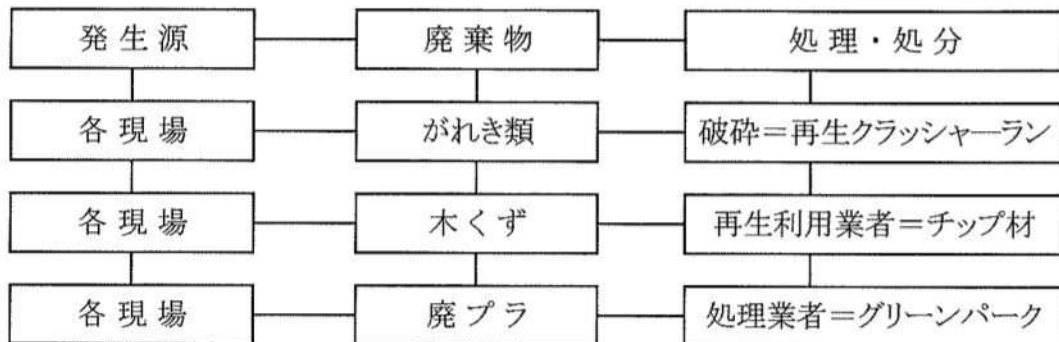 発生源 廃棄物 処理・処分
各現場 がれき類 破砕＝再生クラッシャーラン
各現場 木くず 再生利用業者＝チップ材
各現場 廃プラ 処理業者＝グリーンパーク